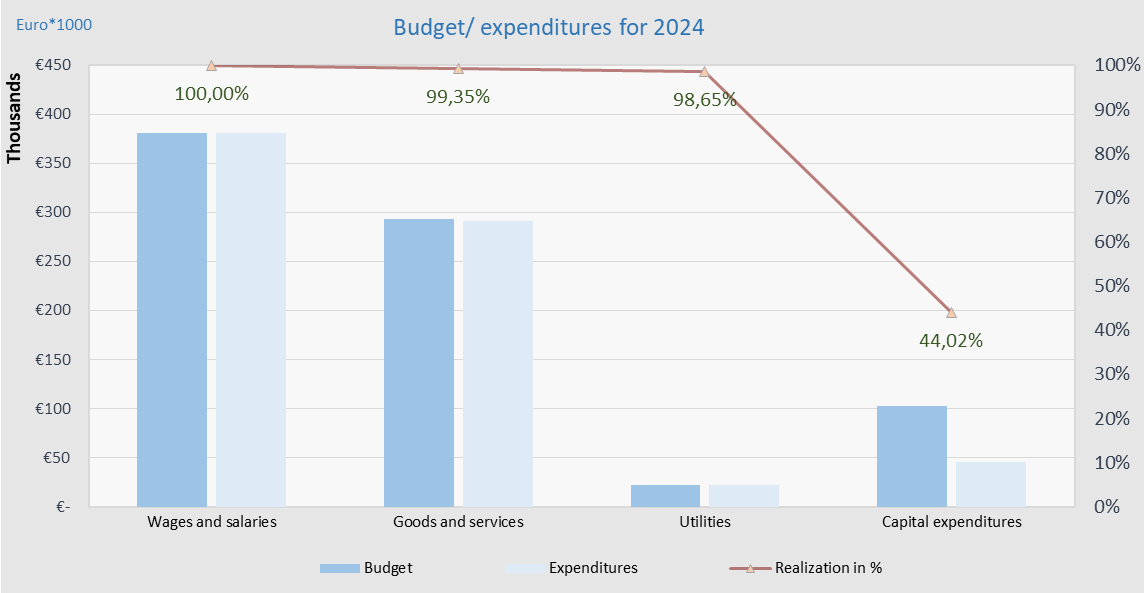 Euro*1000
Budget/ expenditures for 2024
Thousands
€450
€400
€350
€300
€250
€200
€150
€100
€50
€-
100%
90%
80%
70%
60%
50%
40%
30%
20%
10%
0%
100,00%
99,35%
98,65%
44,02%
Wages and salaries
Goods and services
Utilities
Capital expenditures
Budget
Expenditures
Realization in %